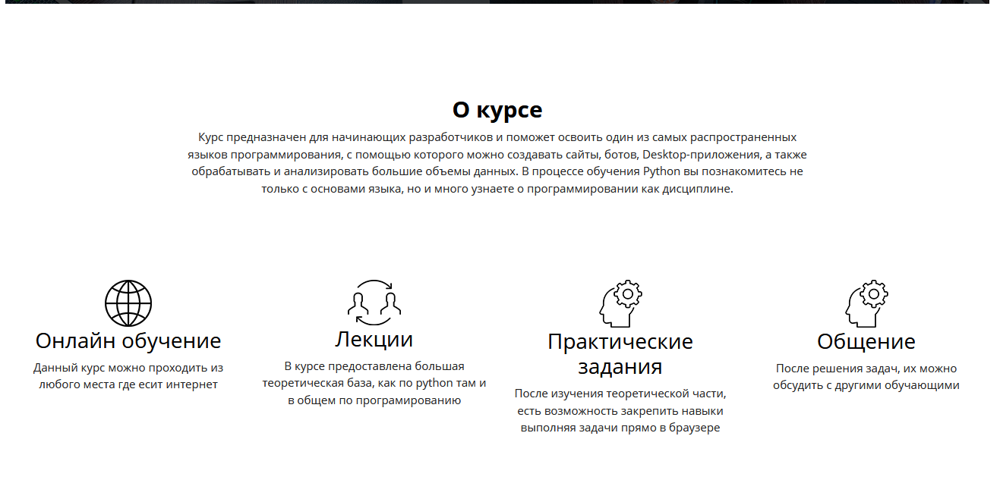 О курсе
Курс предназначен для начинающих разработчиков и поможет освоить один из самых распространенных
языков программирования, с помощью которого можно создавать сайты, ботов, Desktop-приложения, а также
обрабатывать и анализировать большие объемы данных. В процессе обучения Python вы познакомитесь не
только с основами языка, но и много узнаете о программировании как дисциплине.
Онлайн обучение
Данный курс можно проходить из
любого места где есит интернет
Лекции
В курсе предоставлена большая
теоретическая база, как по python там и
в общем по програмированию
Практические
задания
После изучения теоретической части,
есть возможность закрепить навыки
выполняя задачи прямо в браузере
Общение
После решения задач, их можно
обсудить с другими обучающими